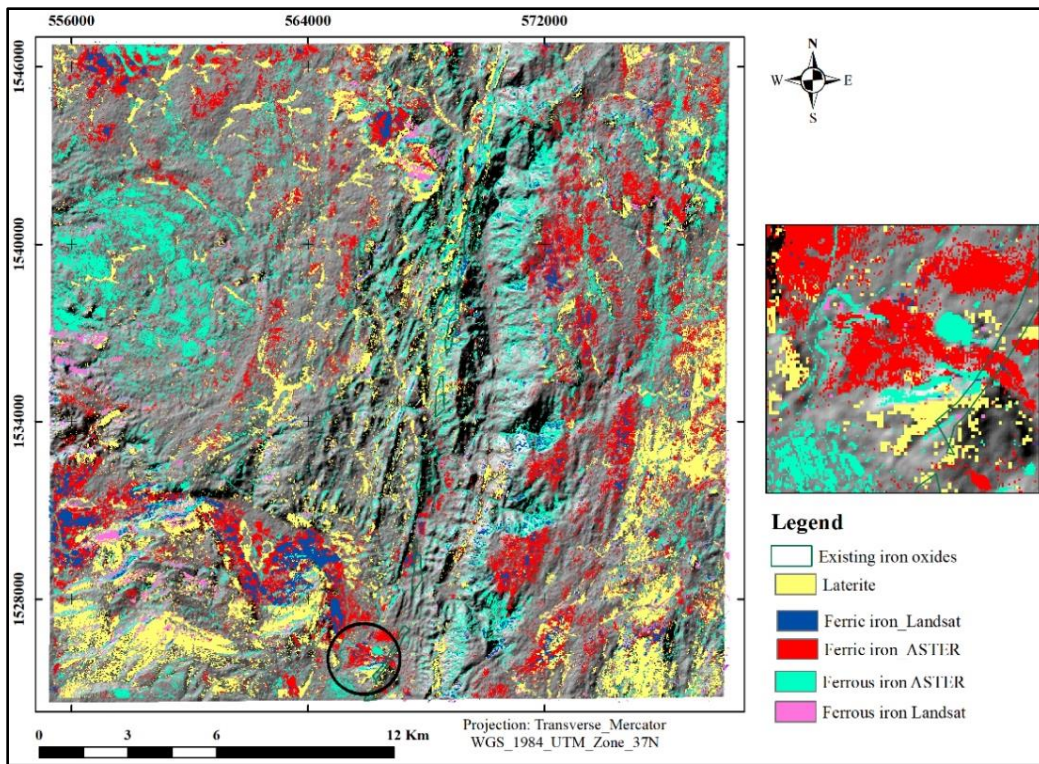 556000 564000 572000
N
W E
S
1546000
1540000
1534000
1528000
Legend
Existing iron oxides
Laterite
Ferric iron_Landsat
Ferric iron_ASTER
Ferrous iron ASTER
Ferrous iron Landsat
0 3 6 12 Km
Projection: Transverse_Mercator
WGS_1984_UTM_Zone_37N